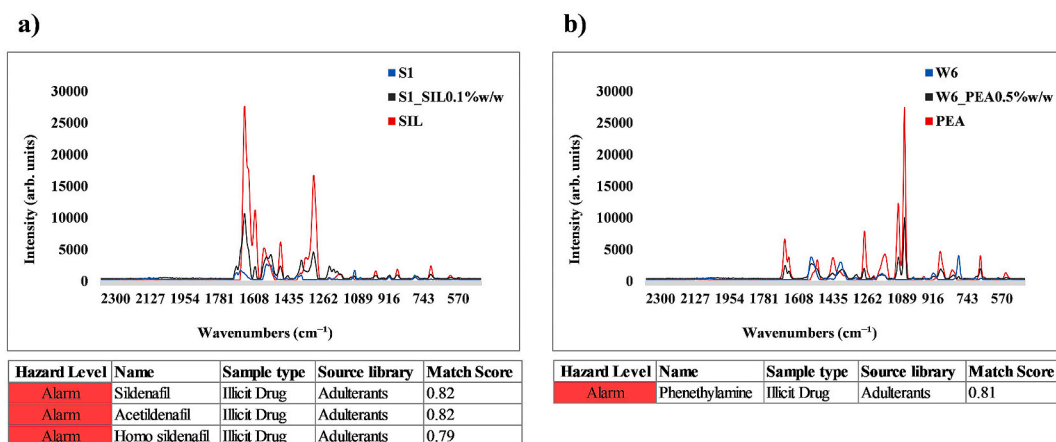 a)
S1
S1_SIL0.1%w/w
SIL
Intensity (arb. units)
30000
25000
20000
15000
10000
5000
0
2300 2127 1954 1781 1608 1435 1262 1089 916 743 570
Wavenumbers (cm⁻¹)
Hazard Level Name Sample type Source library Match Score
Alarm Sildenafil Illicit Drug Adulterants 0.82
Alarm Acetildenafil Illicit Drug Adulterants 0.82
Alarm Homo sildenafil Illicit Drug Adulterants 0.79
b)
W6
W6_PEA0.5%w/w
PEA
Intensity (arb. units)
30000
25000
20000
15000
10000
5000
0
2300 2127 1954 1781 1608 1435 1262 1089 916 743 570
Wavenumbers (cm⁻¹)
Hazard Level Name Sample type Source library Match Score
Alarm Phenethylamine Illicit Drug Adulterants 0.81